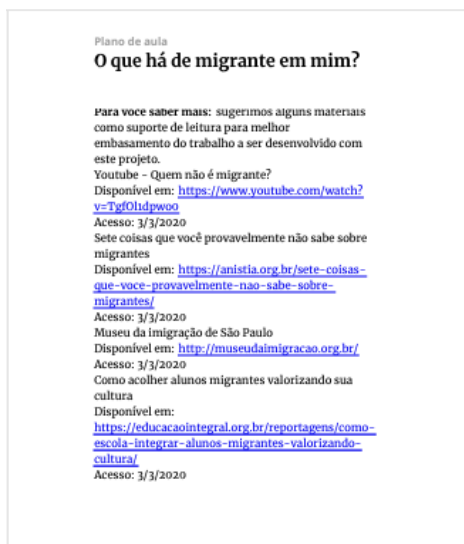 Plano de aula
O que há de migrante em mim?
Para você saber mais: sugerimos alguns materiais
como suporte de leitura para melhor
embasamento do trabalho a ser desenvolvido com
este projeto.
Youtube - Quem não é migrante?
Disponível em: https://www.youtube.com/watch?
v=TgfOl1dpwo0
Acesso: 3/3/2020
Sete coisas que você provavelmente não sabe sobre
migrantes
Disponível em: https://anistia.org.br/sete-coisas-
que-voce-provavelmente-nao-sabe-sobre-
migrantes/
Acesso: 3/3/2020
Museu da imigração de São Paulo
Disponível em: http://museudaimigracao.org.br/
Acesso: 3/3/2020
Como acolher alunos migrantes valorizando sua
cultura
Disponível em:
https://educacaointegral.org.br/reportagens/como-
escola-integrar-alunos-migrantes-valorizando-
cultura/
Acesso: 3/3/2020